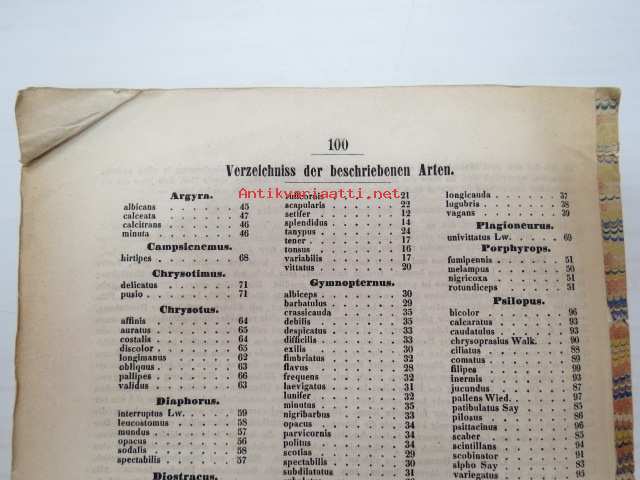 100
Verzeichniss der beschriebenen Arten.
Antikvariaatti.net
Argyra.
albicans . . . . . . . . 45
calceata . . . . . . . . 47
calcitrans . . . . . . . 46
minuta . . . . . . . . 46
Campsicnemus.
hirtipes . . . . . . . . 68
Chrysotimus.
delicatus . . . . . . . 71
pusio . . . . . . . . . 71
Chrysotus.
affinis . . . . . . . . 64
auratus . . . . . . . . 65
costalis . . . . . . . . 64
discolor . . . . . . . . 65
longimanus . . . . . . 62
obliquus . . . . . . . . 63
pallipes . . . . . . . . 66
validus . . . . . . . . 63
Diaphorus.
interruptus Lw. . . . . . 59
leucostomus . . . . . . 58
mundus . . . . . . . . 57
opacus . . . . . . . . 56
sodalis . . . . . . . . 58
spectabilis . . . . . . . 57
Diostracus.
21
scapularis . . . . . . . 22
setifer . . . . . . . . 12
splendidus . . . . . . . 14
tanypus . . . . . . . . 24
tener . . . . . . . . . 17
tonsus . . . . . . . . 16
variabilis . . . . . . . 17
vittatus . . . . . . . . 20
Gymnopternus.
albiceps . . . . . . . . 30
barbatulus . . . . . . . 29
crassicauda . . . . . . 35
debilis . . . . . . . . 35
despicatus . . . . . . . 33
difficilis . . . . . . . . 33
exilis . . . . . . . . . 30
fimbriatus . . . . . . . 32
flavus . . . . . . . . 28
frequens . . . . . . . 32
laevigatus . . . . . . . 31
lunifer . . . . . . . . 32
minutus . . . . . . . . 35
nigribarbus . . . . . . 33
opacus . . . . . . . . 34
parvicornis . . . . . . 34
politus . . . . . . . . 34
scotias . . . . . . . . 29
spectabilis . . . . . . . 30
subdilatatus . . . . . . 31
longicauda . . . . . . . 37
lugubris . . . . . . . . 38
vagans . . . . . . . . 39
Plagioneurus.
univittatus Lw. . . . . . 69
Porphyrops.
fumipennis . . . . . . . 51
melampus . . . . . . . 50
nigricoxa . . . . . . . 51
rotundiceps . . . . . . 51
Psilopus.
bicolor . . . . . . . . 96
calcaratus . . . . . . . 93
caudatulus . . . . . . . 93
chrysoprasius Walk. . . . 90
ciliatus . . . . . . . . 88
comatus . . . . . . . . 89
filipes . . . . . . . . 99
inermis . . . . . . . . 93
jucundus . . . . . . . 87
pallens Wied. . . . . . 97
patibulatus Say . . . . . 85
pilosus . . . . . . . . 86
psittacinus . . . . . . . 96
scaber . . . . . . . . 85
scintillans . . . . . . . 94
scobinator . . . . . . . 91
sipho Say . . . . . . . 83
variegatus . . . . . . . 95